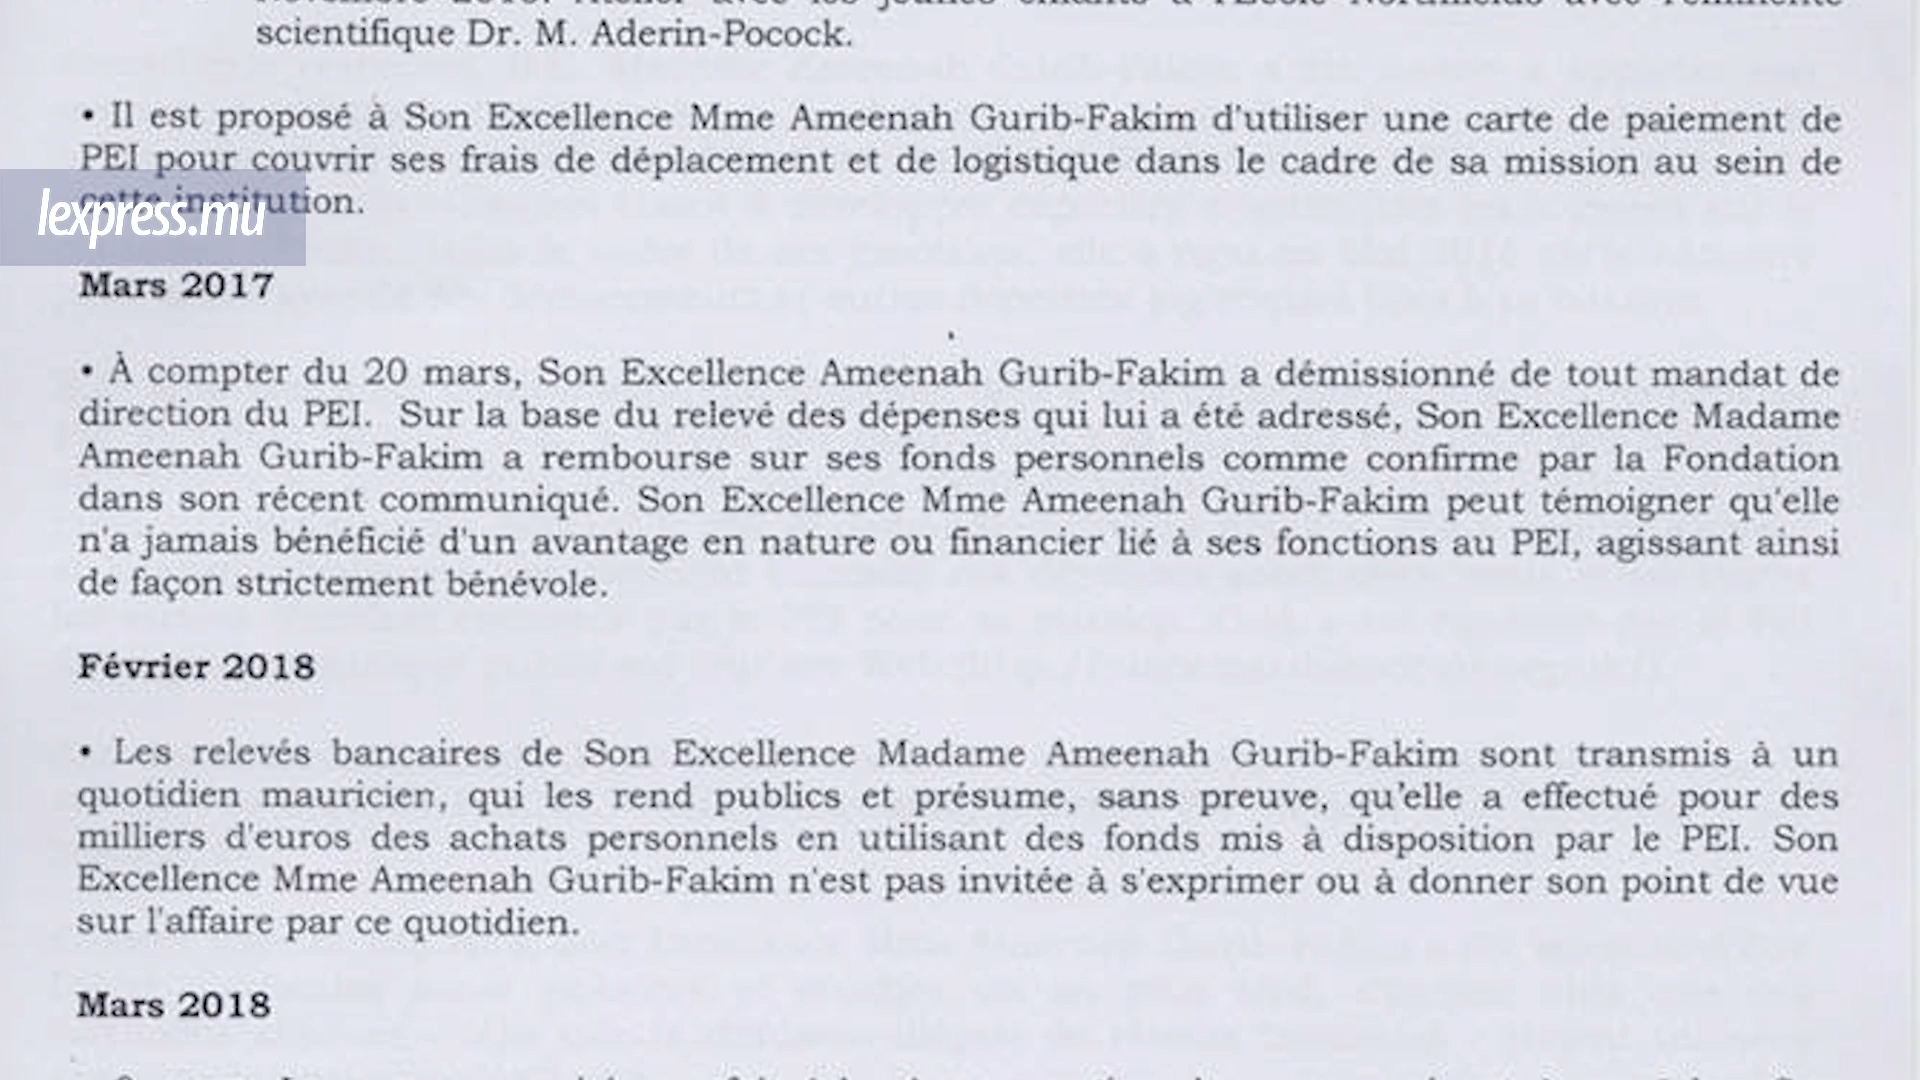 scientifique Dr. M. Aderin-Pocock.
• Il est proposé à Son Excellence Mme Ameenah Gurib-Fakim d'utiliser une carte de paiement de
PEI pour couvrir ses frais de déplacement et de logistique dans le cadre de sa mission au sein de
cette institution.
lexpress.mu
Mars 2017
• À compter du 20 mars, Son Excellence Ameenah Gurib-Fakim a démissionné de tout mandat de
direction du PEI. Sur la base du relevé des dépenses qui lui a été adressé, Son Excellence Madame
Ameenah Gurib-Fakim a rembourse sur ses fonds personnels comme confirme par la Fondation
dans son récent communiqué. Son Excellence Mme Ameenah Gurib-Fakim peut témoigner qu'elle
n'a jamais bénéficié d'un avantage en nature ou financier lié à ses fonctions au PEI, agissant ainsi
de façon strictement bénévole.
Février 2018
• Les relevés bancaires de Son Excellence Madame Ameenah Gurib-Fakim sont transmis à un
quotidien mauricien, qui les rend publics et présume, sans preuve, qu'elle a effectué pour des
milliers d'euros des achats personnels en utilisant des fonds mis à disposition par le PEI. Son
Excellence Mme Ameenah Gurib-Fakim n'est pas invitée à s'exprimer ou à donner son point de vue
sur l'affaire par ce quotidien.
Mars 2018